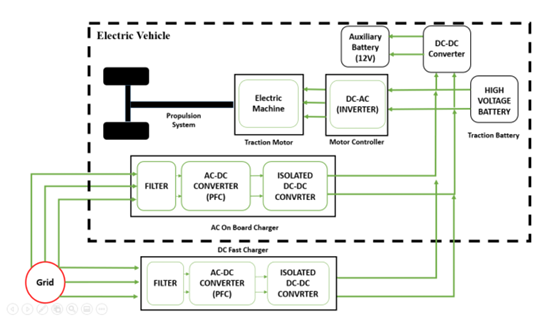 Electric Vehicle
Auxiliary
Battery
(12V)
DC-DC
Converter
Electric
Machine
DC-AC
(INVERTER)
HIGH
VOLTAGE
BATTERY
Propulsion
System
Traction Motor
Motor Controller
Traction Battery
FILTER
AC-DC
CONVERTER
(PFC)
ISOLATED
DC-DC
CONVRTER
AC On Board Charger
DC Fast Charger
Grid
FILTER
AC-DC
CONVERTER
(PFC)
ISOLATED
DC-DC
CONVRTER